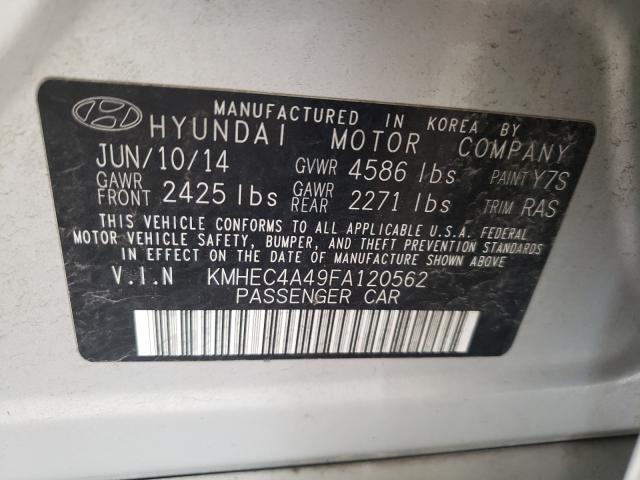 MANUFACTURED IN KOREA BY
HYUNDAI MOTOR COMPANY
JUN/10/14 GVWR 4586 lbs PAINT Y7S
GAWR FRONT 2425 lbs GAWR REAR 2271 lbs TRIM RAS
THIS VEHICLE CONFORMS TO ALL APPLICABLE U.S.A. FEDERAL
MOTOR VEHICLE SAFETY, BUMPER, AND THEFT PREVENTION STANDARDS
IN EFFECT ON THE DATE OF MANUFACTURE SHOWN ABOVE.
V.I.N KMHEC4A49FA120562
PASSENGER CAR